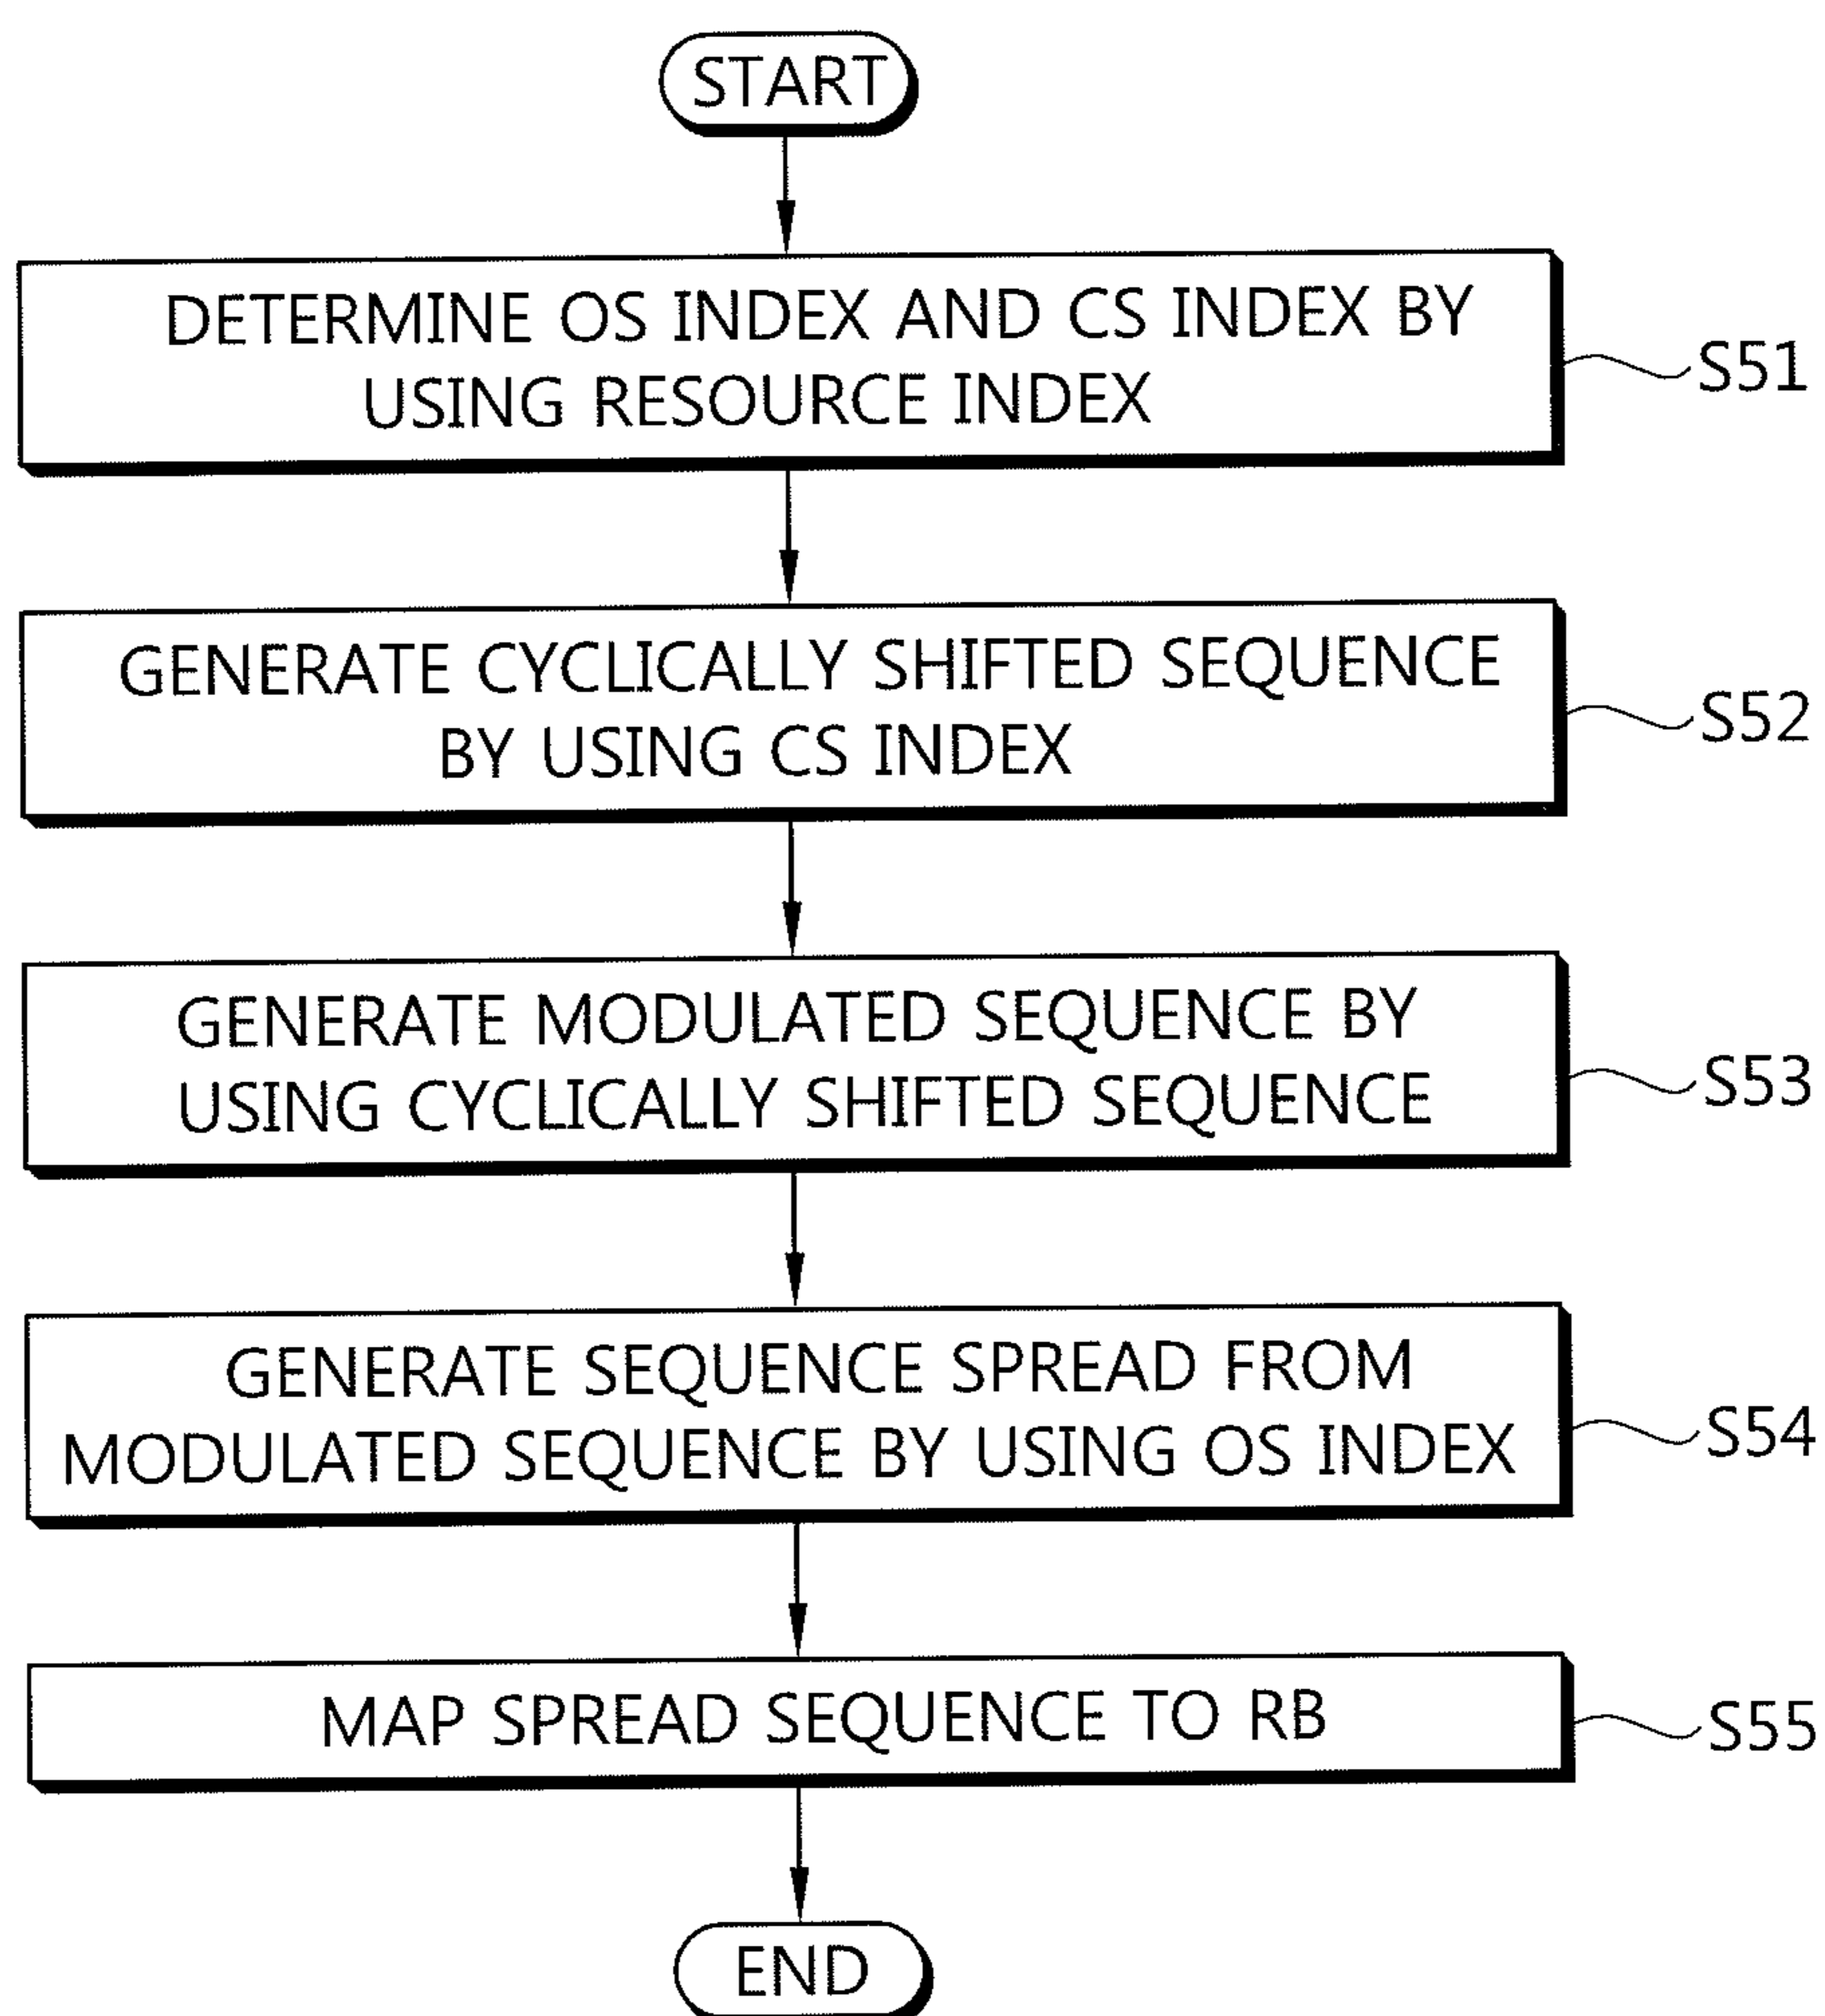 START
DETERMINE OS INDEX AND CS INDEX BY
USING RESOURCE INDEX
S51
GENERATE CYCLICALLY SHIFTED SEQUENCE
BY USING CS INDEX
S52
GENERATE MODULATED SEQUENCE BY
USING CYCLICALLY SHIFTED SEQUENCE
S53
GENERATE SEQUENCE SPREAD FROM
MODULATED SEQUENCE BY USING OS INDEX
S54
MAP SPREAD SEQUENCE TO RB
S55
END